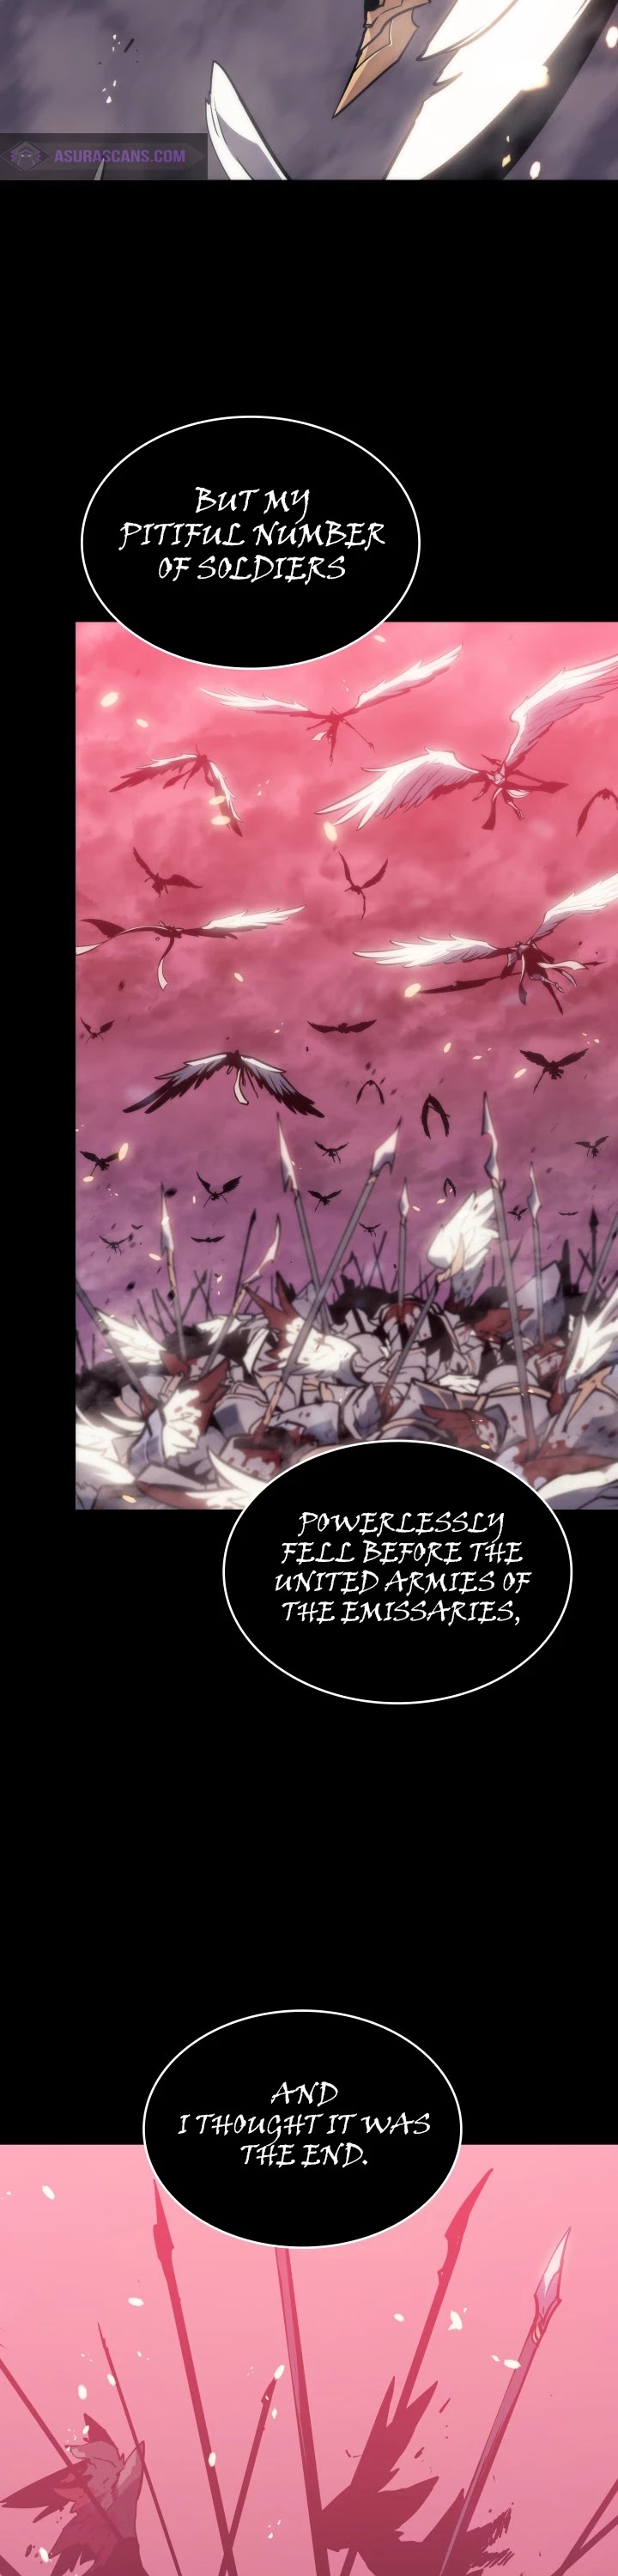 ASURASCANS.COM
BUT MY
PITIFUL NUMBER
OF SOLDIERS
POWERLESSLY
FELL BEFORE THE
UNITED ARMIES OF
THE EMISSARIES,
AND
I THOUGHT IT WAS
THE END.